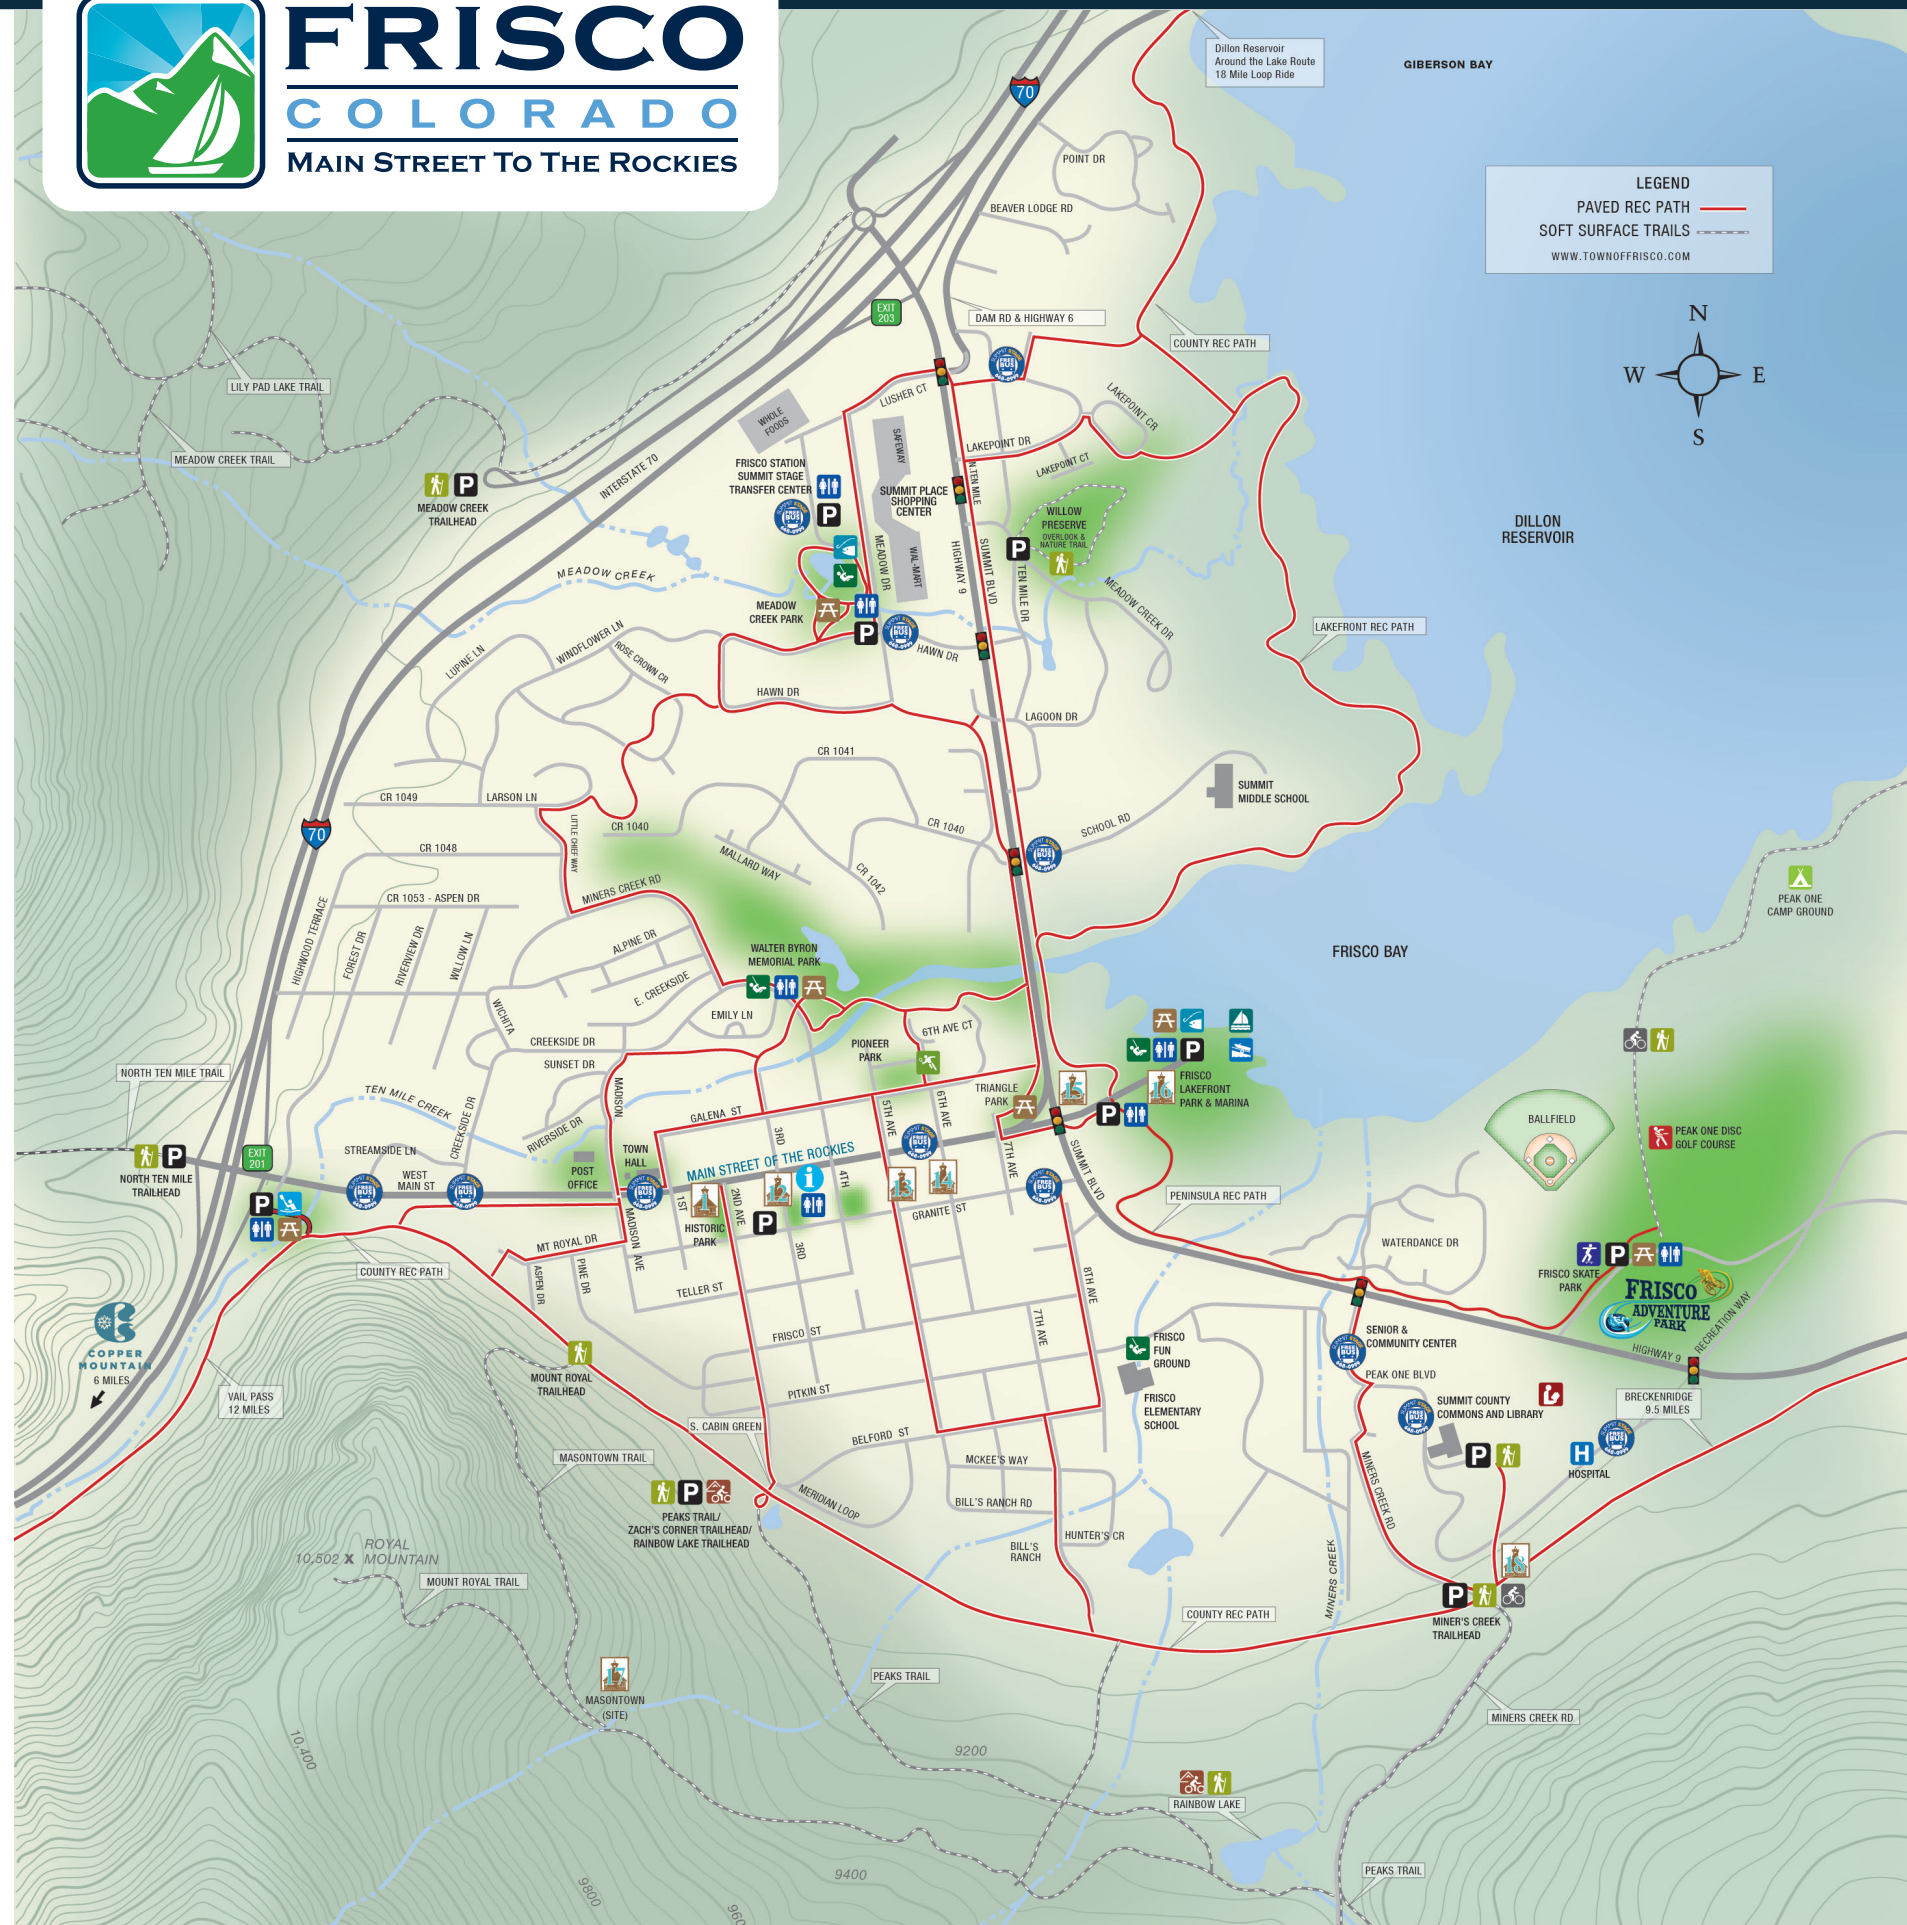 FRISCO
COLORADO
MAIN STREET TO THE ROCKIES
70
Dillon Reservoir
Around the Lake Route
18 Mile Loop Ride
GIBERSON BAY
POINT DR
BEAVER LODGE RD
LEGEND
PAVED REC PATH
SOFT SURFACE TRAILS
WWW.TOWNOFFRISCO.COM
N
W
E
S
EXIT
203
DAM RD & HIGHWAY 6
COUNTY REC PATH
LILY PAD LAKE TRAIL
MEADOW CREEK TRAIL
LUSHER CT
WHOLE
FOODS
SAFEWAY
LAKEPOINT CR
LAKEPOINT DR
LAKEPOINT CT
INTERSTATE 70
P
MEADOW CREEK
TRAILHEAD
FRISCO STATION
SUMMIT STAGE
TRANSFER CENTER
P
SUMMIT PLACE
SHOPPING
CENTER
N.TEN MILE
WILLOW
PRESERVE
OVERLOOK &
NATURE TRAIL
P
DILLON
RESERVOIR
MEADOW DR
WAL-MART
HIGHWAY 9
SUMMIT BLVD
TEN MILE DR
MEADOW CREEK DR
MEADOW CREEK
MEADOW
CREEK PARK
P
HAWN DR
LAKEFRONT REC PATH
LUPINE LN
WINDFLOWER LN
ROSE CROWN CR
HAWN DR
LAGOON DR
CR 1041
SUMMIT
MIDDLE SCHOOL
CR 1049
LARSON LN
LITTLE CHIEF WAY
CR 1040
CR 1040
SCHOOL RD
70
CR 1048
MALLARD WAY
CR 1042
MINERS CREEK RD
CR 1053 - ASPEN DR
PEAK ONE
CAMP GROUND
HIGHWOOD TERRACE
FOREST DR
RIVERVIEW DR
WILLOW LN
ALPINE DR
WALTER BYRON
MEMORIAL PARK
FRISCO BAY
E. CREEKSIDE
WICHITA
EMILY LN
6TH AVE CT
CREEKSIDE DR
PIONEER
PARK
SUNSET DR
NORTH TEN MILE TRAIL
TEN MILE CREEK
MADISON
TRIANGLE
PARK
15
16
P
FRISCO
LAKEFRONT
PARK & MARINA
P
CREEKSIDE DR
RIVERSIDE DR
GALENA ST
5TH AVE
6TH AVE
3RD
BALLFIELD
PEAK ONE DISC
GOLF COURSE
P
NORTH TEN MILE
TRAILHEAD
EXIT
201
STREAMSIDE LN
WEST
MAIN ST
POST
OFFICE
TOWN
HALL
MAIN STREET OF THE ROCKIES
7TH AVE
SUMMIT BLVD
P
1ST
1
2ND AVE
12
i
4TH
13
14
GRANITE ST
PENINSULA REC PATH
HISTORIC
PARK
P
3RD
MADISON AVE
MT ROYAL DR
ASPEN DR
PINE DR
TELLER ST
COUNTY REC PATH
WATERDANCE DR
P
FRISCO SKATE
PARK
FRISCO
ADVENTURE
PARK
RECREATION WAY
HIGHWAY 9
8TH AVE
7TH AVE
FRISCO ST
COPPER
MOUNTAIN
6 MILES
VAIL PASS
12 MILES
MOUNT ROYAL
TRAILHEAD
PITKIN ST
FRISCO
FUN
GROUND
FRISCO
ELEMENTARY
SCHOOL
SENIOR &
COMMUNITY CENTER
PEAK ONE BLVD
SUMMIT COUNTY
COMMONS AND LIBRARY
P
BRECKENRIDGE
9.5 MILES
H
HOSPITAL
S. CABIN GREEN
BELFORD ST
MASONTOWN TRAIL
MCKEE'S WAY
MERIDIAN LOOP
BILL'S RANCH RD
P
PEAKS TRAIL/
ZACH'S CORNER TRAILHEAD/
RAINBOW LAKE TRAILHEAD
HUNTER'S CR
BILL'S
RANCH
MINERS CREEK RD
MINERS CREEK
ROYAL
10,502 X MOUNTAIN
MOUNT ROYAL TRAIL
18
P
MINER'S CREEK
TRAILHEAD
COUNTY REC PATH
17
MASONTOWN
(SITE)
PEAKS TRAIL
MINERS CREEK RD
10,400
9200
RAINBOW LAKE
9400
9800
PEAKS TRAIL